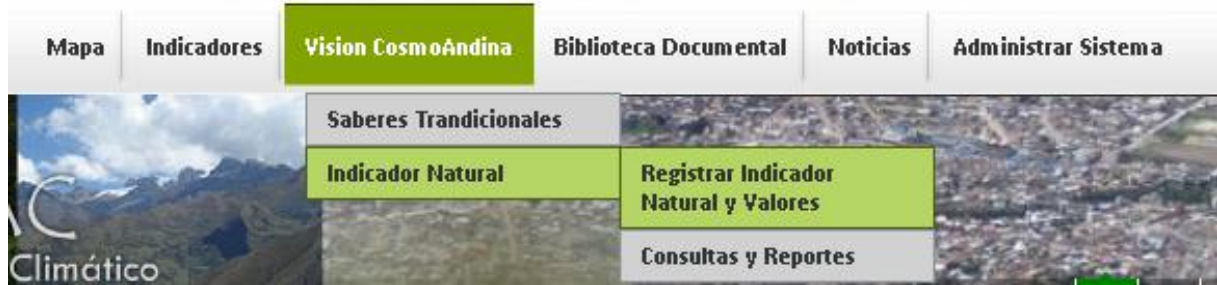 Mapa Indicadores Vision CosmoAndina Biblioteca Documental Noticias Administrar Sistema
Saberes Trandicionales
Indicador Natural
Registrar Indicador
Natural y Valores
Consultas y Reportes
AC
Climático